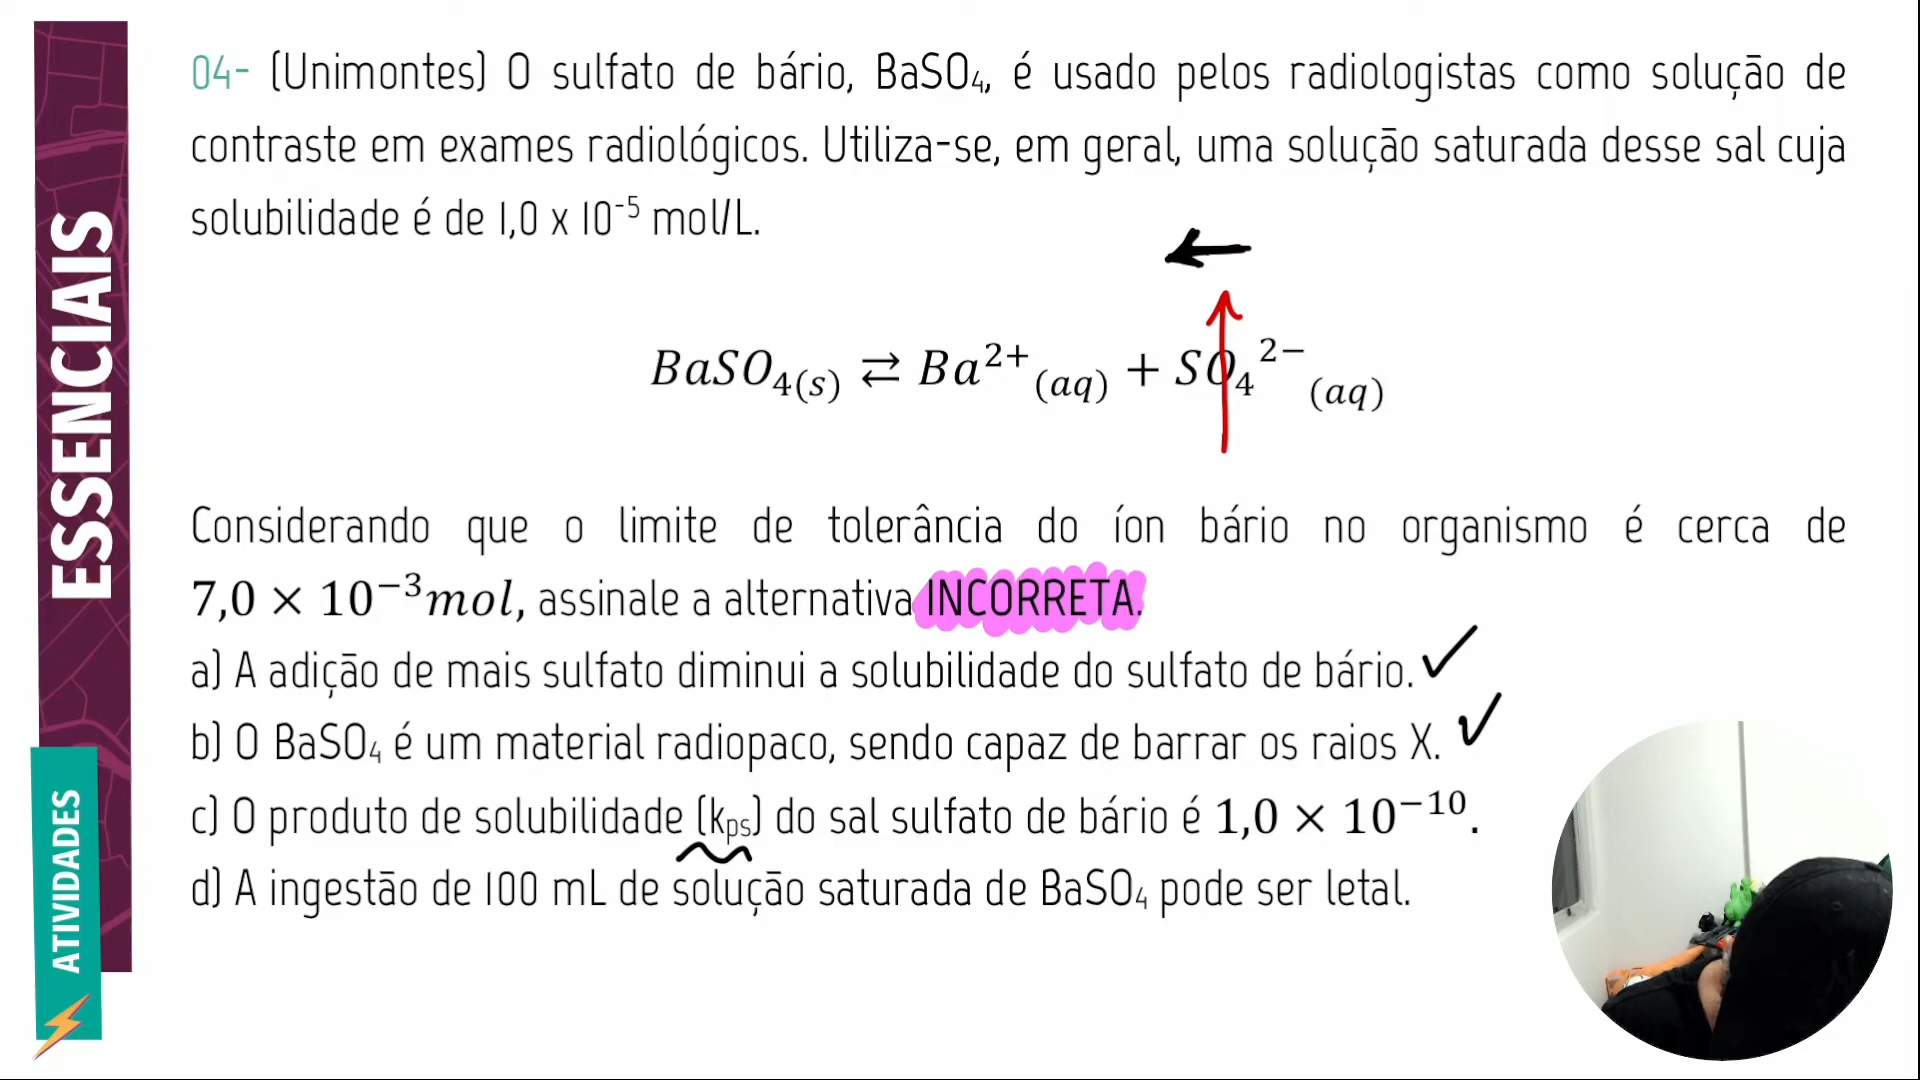 ESSENCIAIS
ATIVIDADES
04- (Unimontes) O sulfato de bário, BaSO₄, é usado pelos radiologistas como solução de
contraste em exames radiológicos. Utiliza-se, em geral, uma solução saturada desse sal cuja
solubilidade é de 1,0 x 10⁻⁵ mol/L.
BaSO₄(s) ⇄ Ba²⁺(aq) + SO₄²⁻(aq)
Considerando que o limite de tolerância do íon bário no organismo é cerca de
7,0 × 10⁻³mol, assinale a alternativa INCORRETA.
a) A adição de mais sulfato diminui a solubilidade do sulfato de bário.
b) O BaSO₄ é um material radiopaco, sendo capaz de barrar os raios X.
c) O produto de solubilidade (kₚₛ) do sal sulfato de bário é 1,0 × 10⁻¹⁰.
d) A ingestão de 100 mL de solução saturada de BaSO₄ pode ser letal.